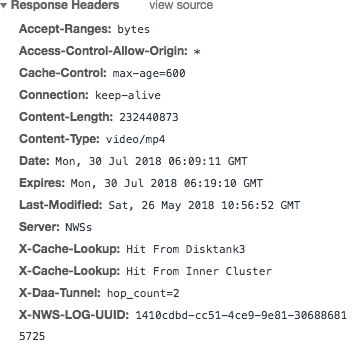 Response Headers view source
Accept-Ranges: bytes
Access-Control-Allow-Origin: *
Cache-Control: max-age=600
Connection: keep-alive
Content-Length: 232440873
Content-Type: video/mp4
Date: Mon, 30 Jul 2018 06:09:11 GMT
Expires: Mon, 30 Jul 2018 06:19:10 GMT
Last-Modified: Sat, 26 May 2018 10:56:52 GMT
Server: NWSs
X-Cache-Lookup: Hit From Disktank3
X-Cache-Lookup: Hit From Inner Cluster
X-Daa-Tunnel: hop_count=2
X-NWS-LOG-UUID: 1410cdbd-cc51-4ce9-9e81-30688681
5725